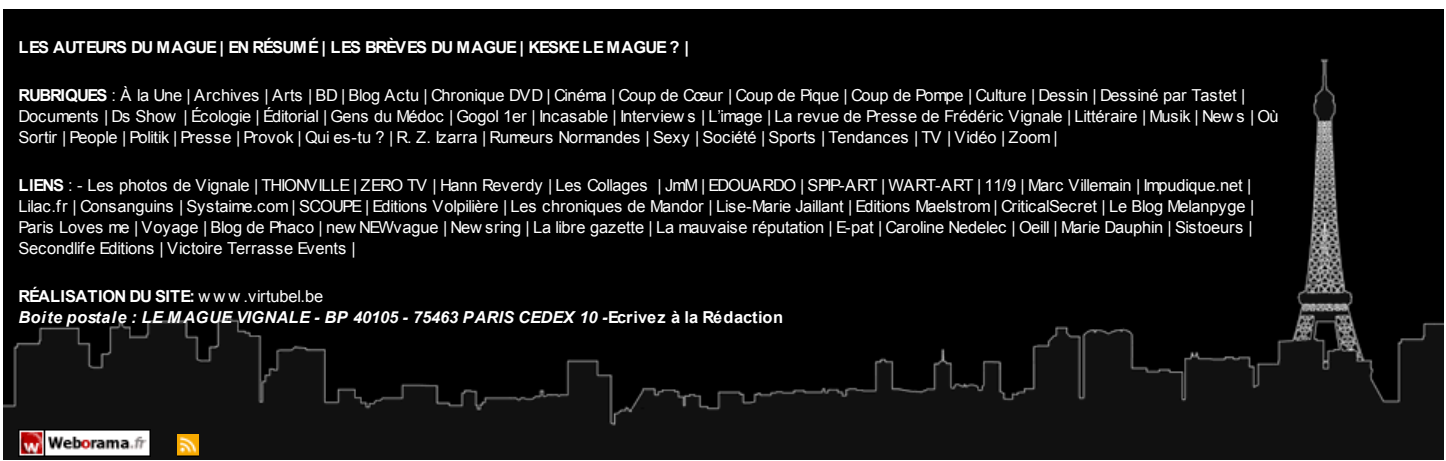 LES AUTEURS DU MAGUE | EN RÉSUMÉ | LES BRÈVES DU MAGUE | KESKE LE MAGUE ? |
RUBRIQUES : À la Une | Archives | Arts | BD | Blog Actu | Chronique DVD | Cinéma | Coup de Cœur | Coup de Pique | Coup de Pompe | Culture | Dessin | Dessiné par Tastet |
Documents | Ds Show | Écologie | Éditorial | Gens du Médoc | Gogol 1er | Incasable | Interviews | L'image | La revue de Presse de Frédéric Vignale | Littéraire | Musik | News | Où
Sortir | People | Politik | Presse | Provok | Qui es-tu ? | R. Z. Izarra | Rumeurs Normandes | Sexy | Société | Sports | Tendances | TV | Vidéo | Zoom |
LIENS : - Les photos de Vignale | THIONVILLE | ZERO TV | Hann Reverdy | Les Collages | JmM | EDOUARDO | SPIP-ART | WART-ART | 11/9 | Marc Villemain | Impudique.net |
Lilac.fr | Consanguins | Systaime.com | SCOUPE | Editions Volpilière | Les chroniques de Mandor | Lise-Marie Jaillant | Editions Maelstrom | CriticalSecret | Le Blog Melanpyge |
Paris Loves me | Voyage | Blog de Phaco | new NEWvague | Newsring | La libre gazette | La mauvaise réputation | E-pat | Caroline Nedelec | Oeill | Marie Dauphin | Sistoeurs |
Secondlife Editions | Victoire Terrasse Events |
RÉALISATION DU SITE: www.virtubel.be
Boite postale : LE MAGUE VIGNALE - BP 40105 - 75463 PARIS CEDEX 10 -Ecrivez à la Rédaction
w Weborama.fr